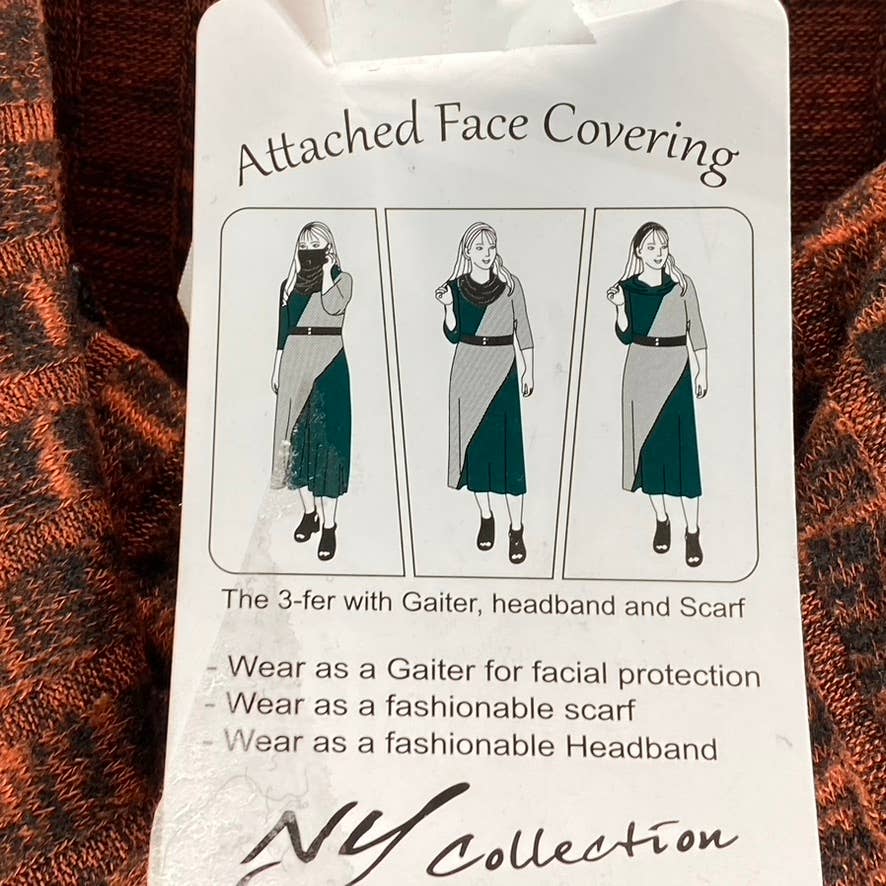 Attached Face Covering
The 3-fer with Gaiter, headband and Scarf
- Wear as a Gaiter for facial protection
- Wear as a fashionable scarf
- Wear as a fashionable Headband
NY Collection